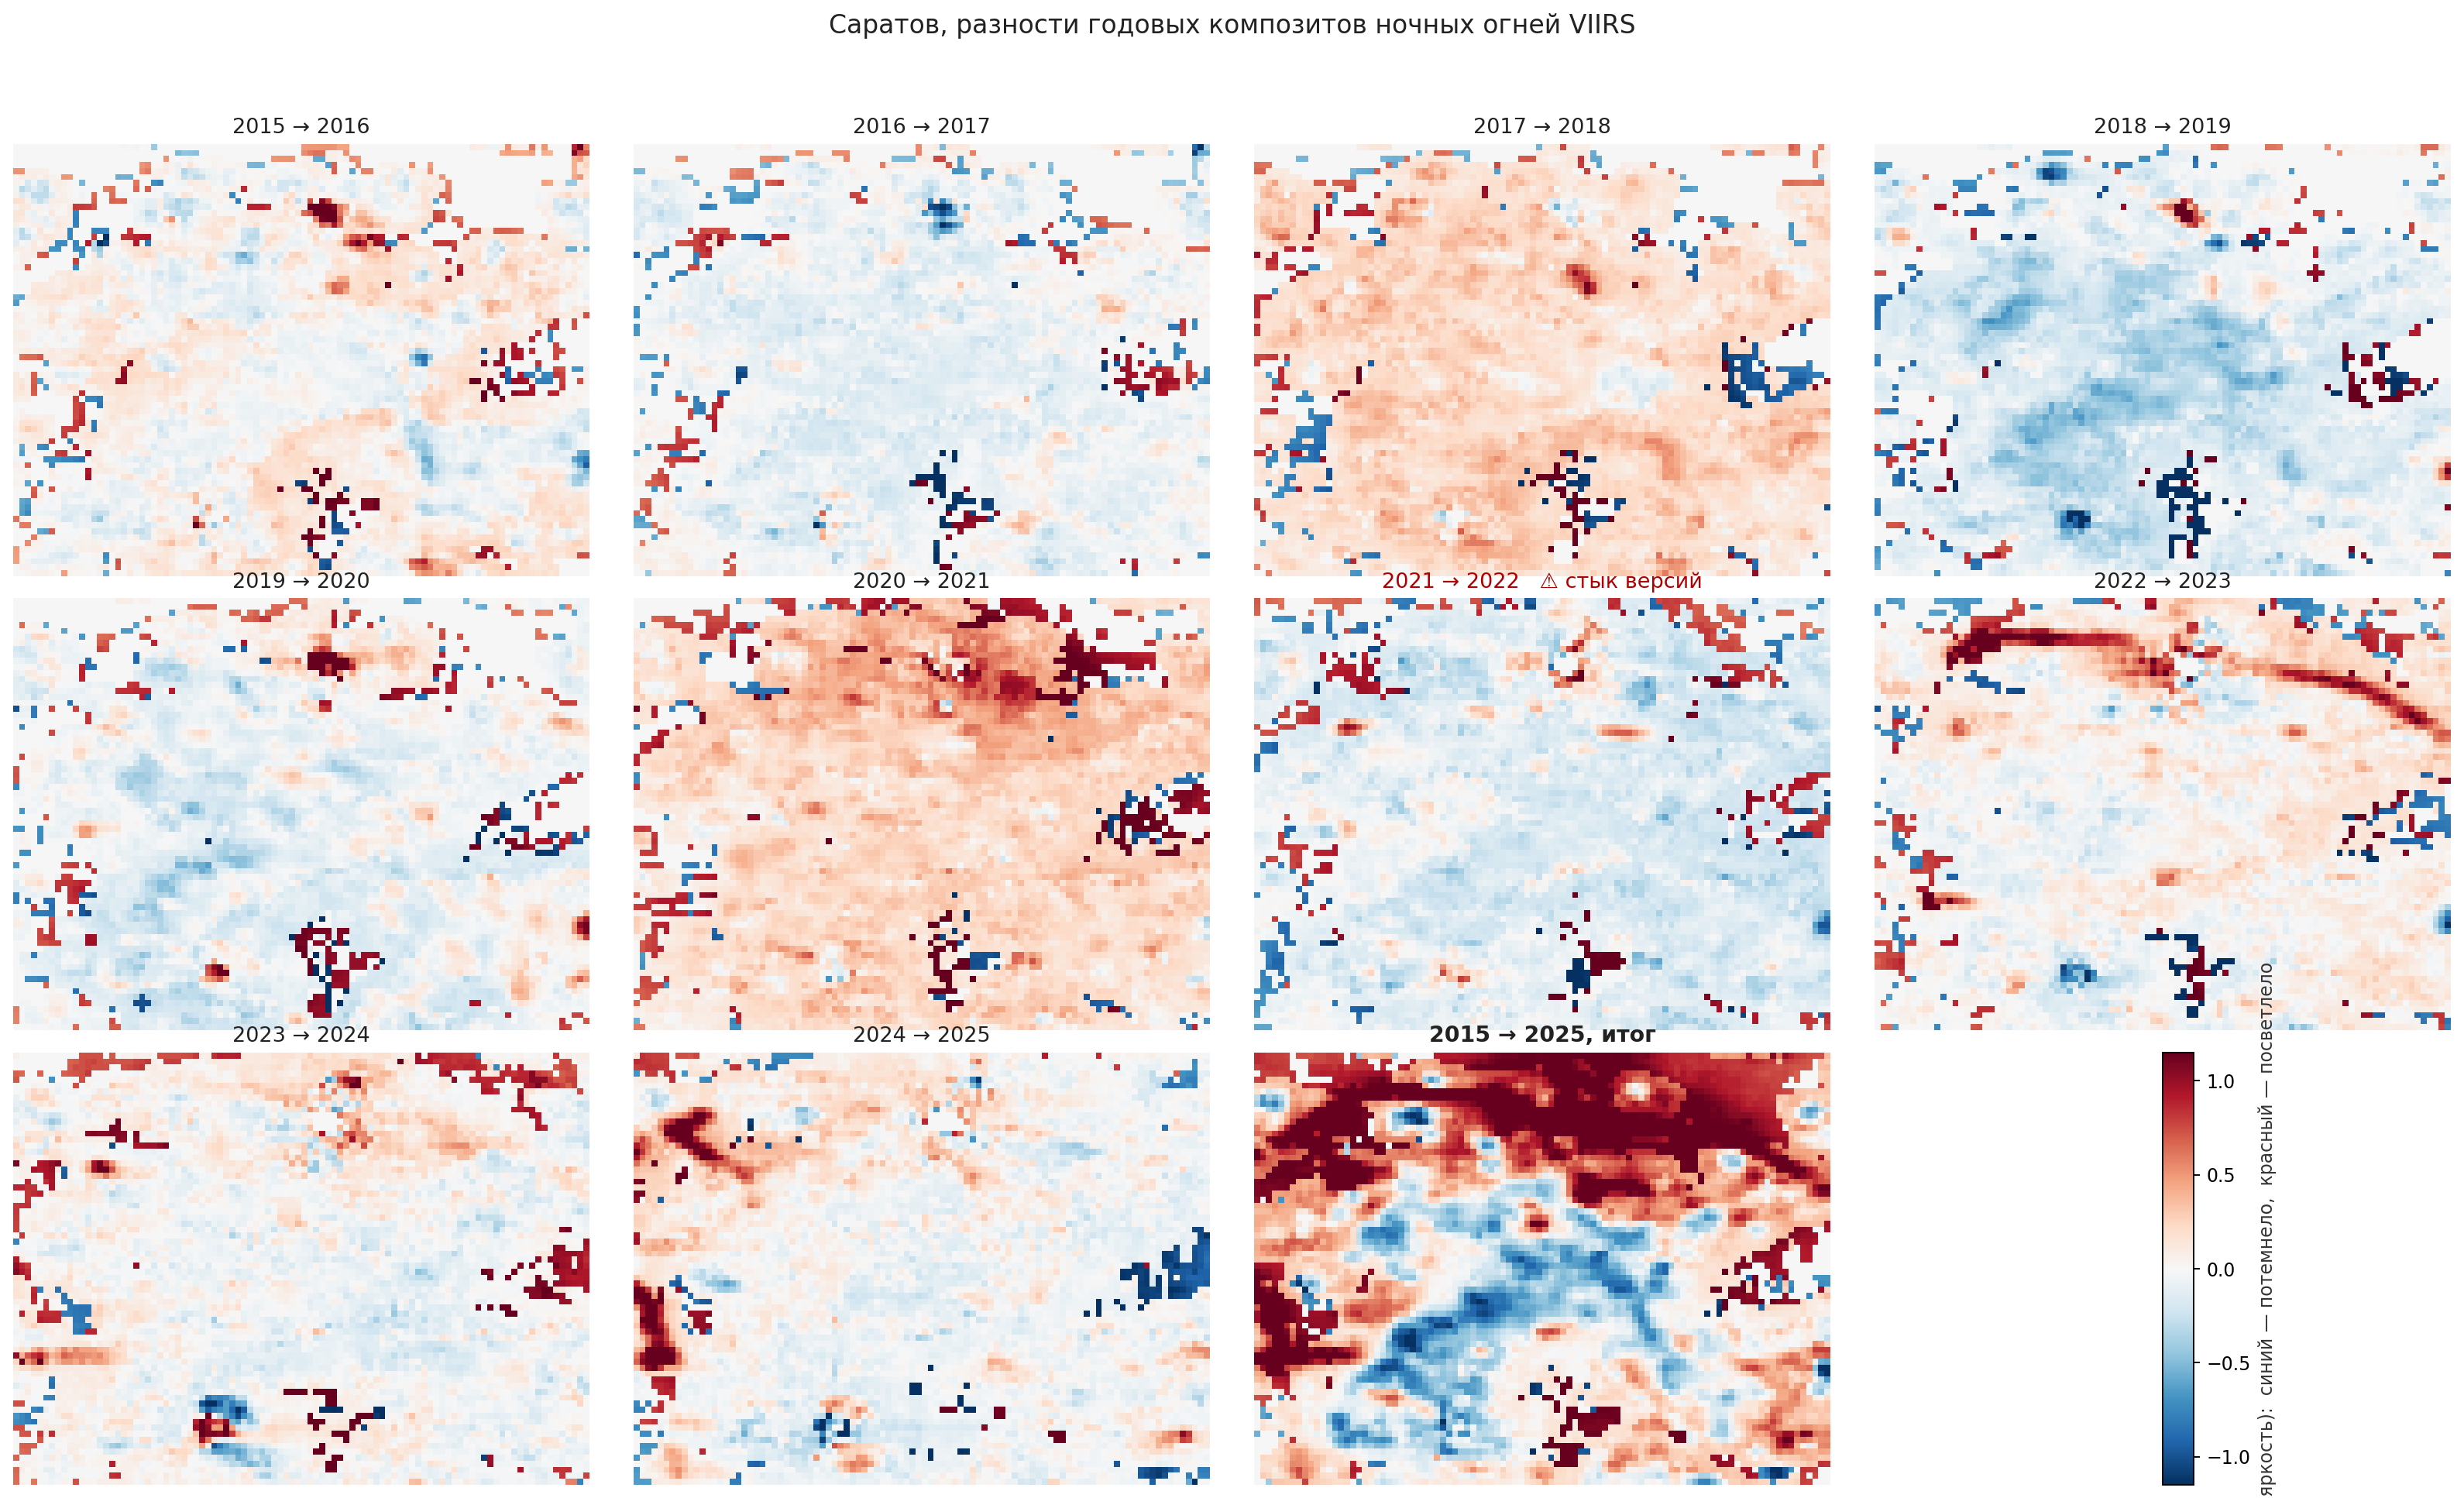 Саратов, разности годовых композитов ночных огней VIIRS
2015 → 2016
2016 → 2017
2017 → 2018
2018 → 2019
2019 → 2020
2020 → 2021
2021 → 2022 ⚠ стык версий
2022 → 2023
2023 → 2024
2024 → 2025
2015 → 2025, итог
1.0
0.5
0.0
−0.5
−1.0
яркость): синий — потемнело, красный — посветлело